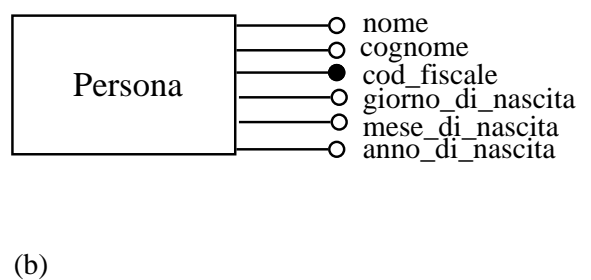 nome
cognome
Persona
cod_fiscale
giorno_di_nascita
mese_di_nascita
anno_di_nascita
(b)